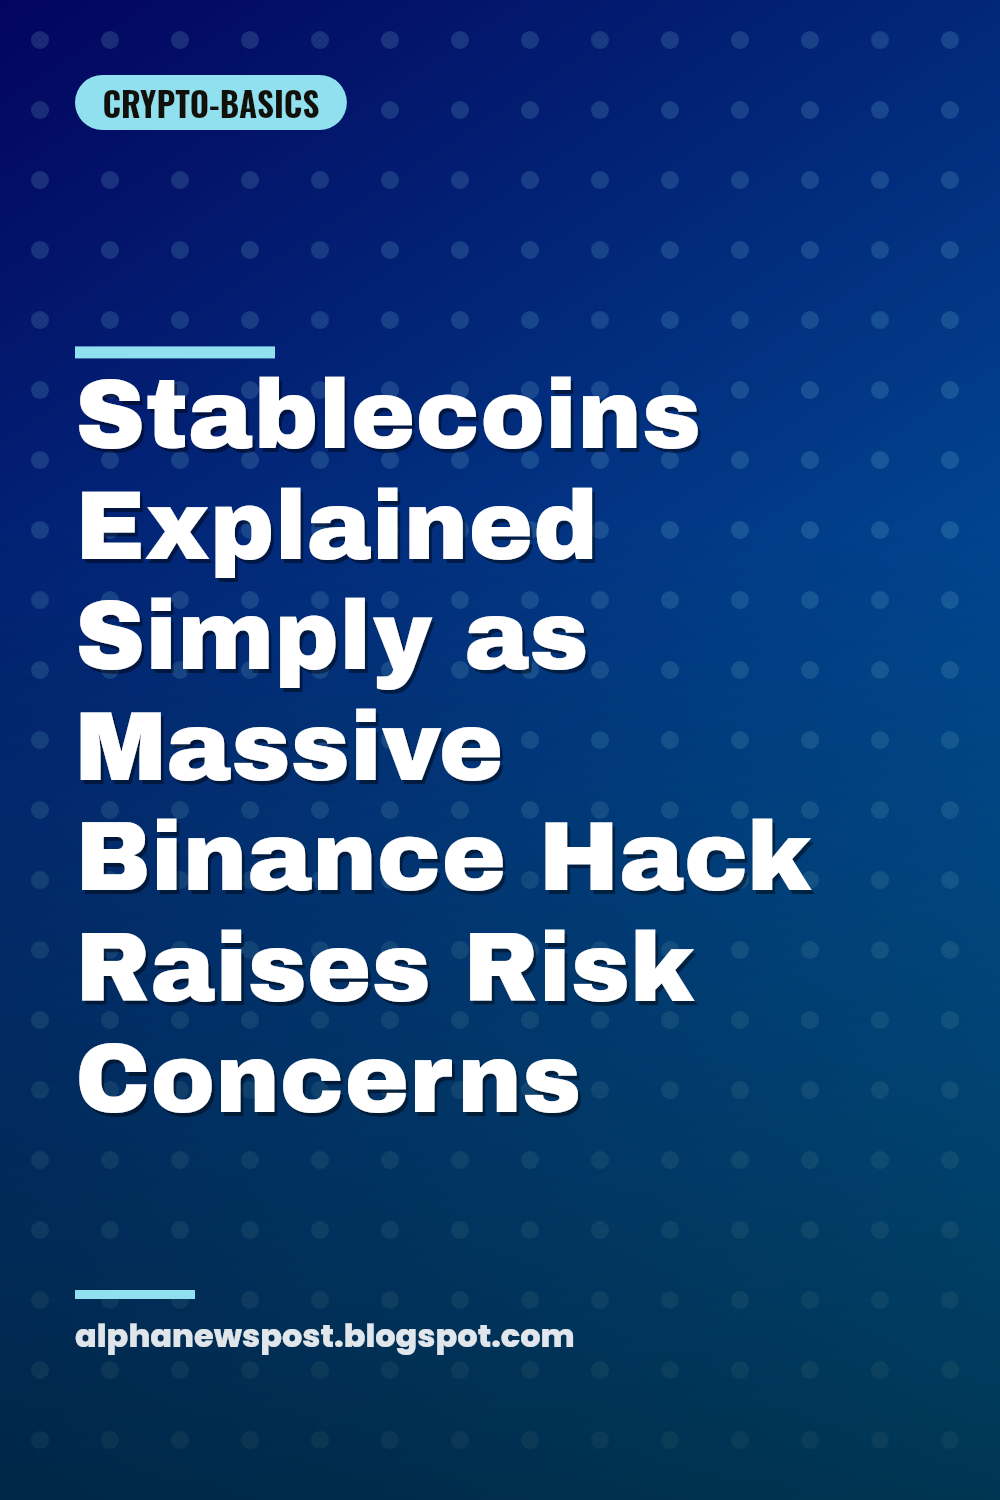 CRYPTO-BASICS
Stablecoins
Explained
Simply as
Massive
Binance Hack
Raises Risk
Concerns
alphanewspost.blogspot.com